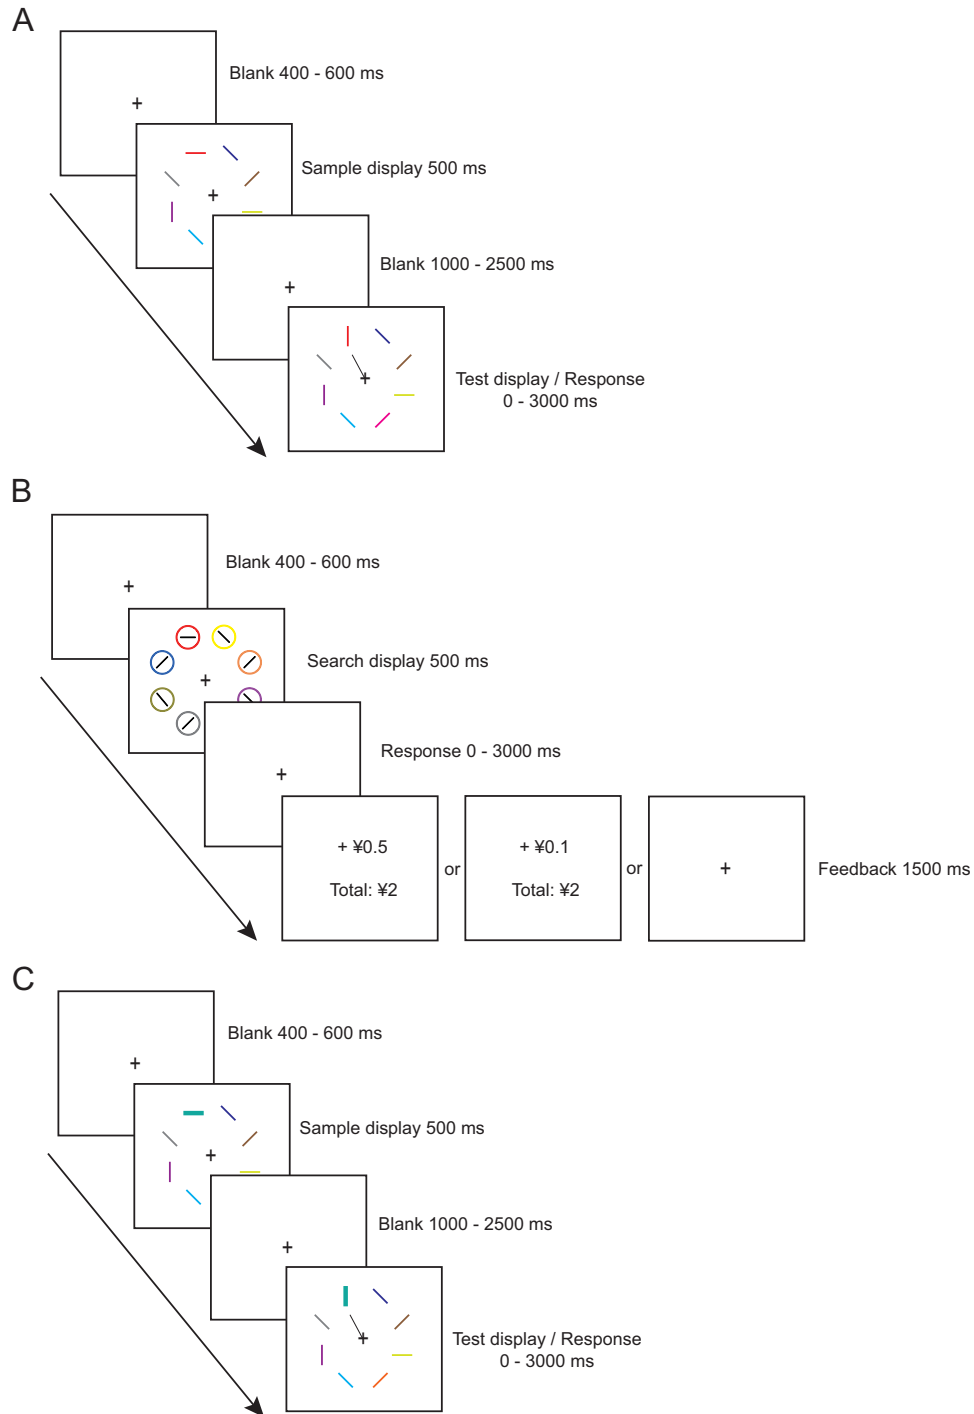 A
Blank 400 - 600 ms
Sample display 500 ms
Blank 1000 - 2500 ms
Test display / Response
0 - 3000 ms
B
Blank 400 - 600 ms
Search display 500 ms
Response 0 - 3000 ms
+ ¥0.5
Total: ¥2
or
+ ¥0.1
Total: ¥2
or
Feedback 1500 ms
C
Blank 400 - 600 ms
Sample display 500 ms
Blank 1000 - 2500 ms
Test display / Response
0 - 3000 ms